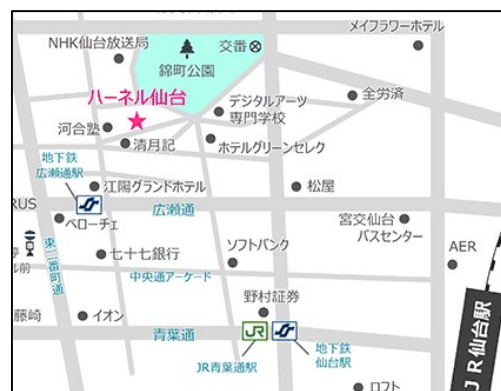 メイフラワーホテル
NHK仙台放送局
交番
錦町公園
ハーネル仙台
デジタルアーツ
専門学校
全労済
河合塾
清月記
ホテルグリーンセレク
地下鉄
広瀬通駅
江陽グランドホテル
松屋
RUS
広瀬通
ベローチェ
宮交仙台
バスセンター
東二番町通
ル前
七十七銀行
ソフトバンク
AER
中央通アーケード
野村証券
藤崎
イオン
青葉通
JR
JR青葉通駅
地下鉄
仙台駅
JR仙台駅
ロフト